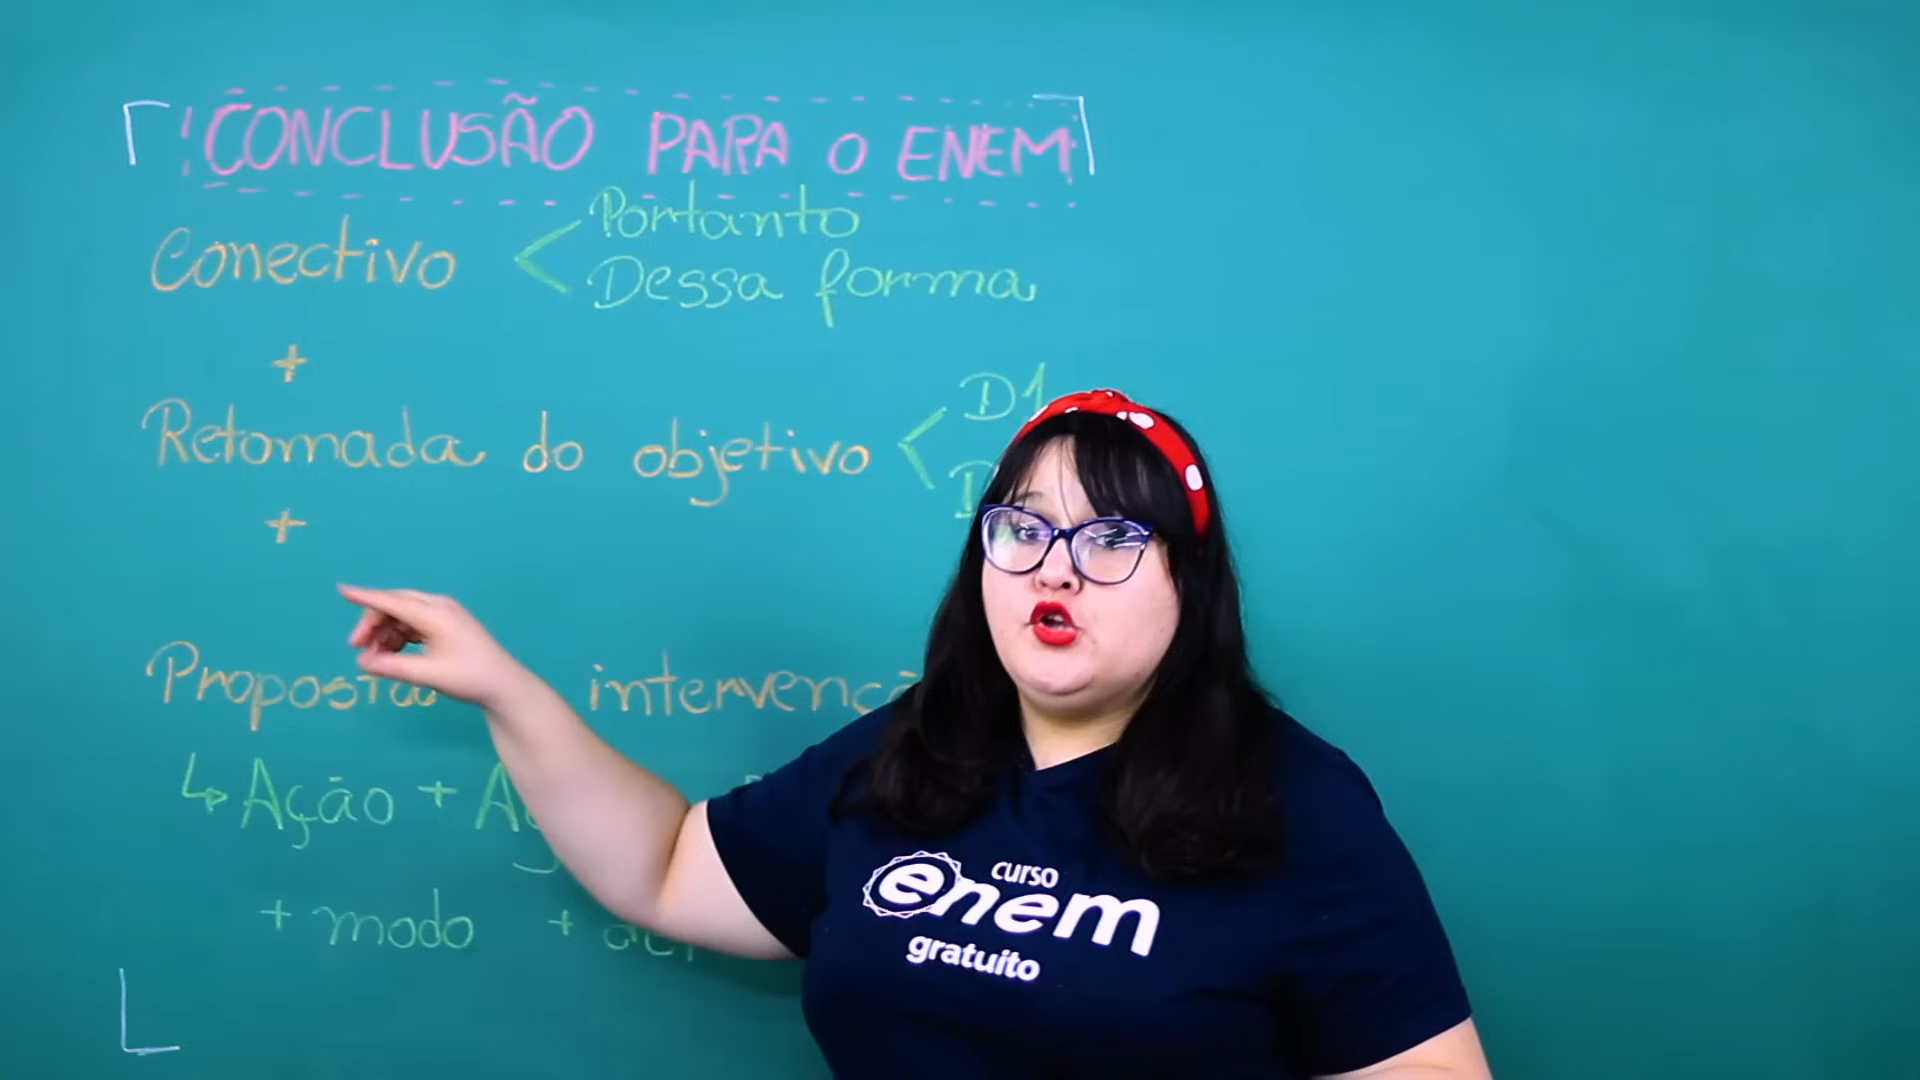 CONCLUSÃO PARA O ENEM
Conectivo
Portanto
Dessa forma
+
Retomada do objetivo
D1
+
intervenç
↳ Ação +
+ modo +
curso
enem
gratuito